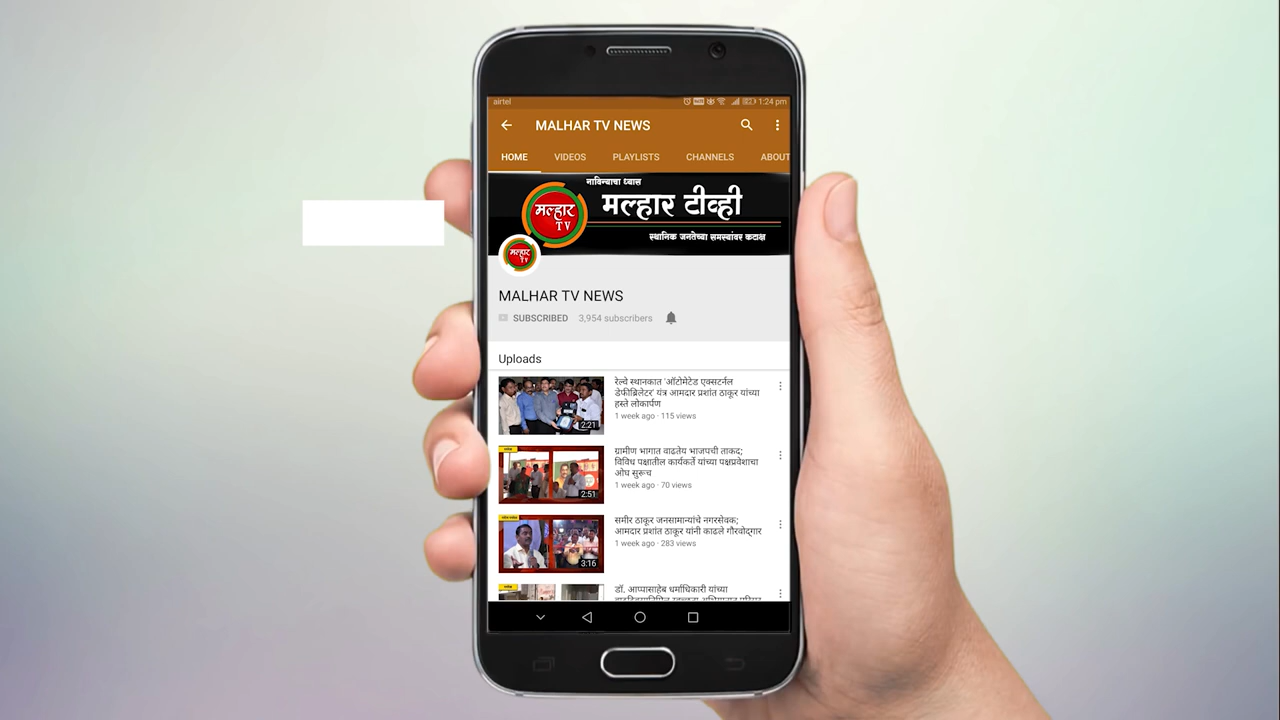 airtel 1:24 pm
MALHAR TV NEWS
HOME VIDEOS PLAYLISTS CHANNELS ABOUT
नाविन्याचा ध्यास
मल्हार टीव्ही
मल्हार
TV
स्थानिक जनतेच्या समस्यांवर कटाक्ष
मल्हार
TV
MALHAR TV NEWS
SUBSCRIBED 3,954 subscribers
Uploads
रेल्वे स्थानकात 'ऑटोमेटेड एक्सटर्नल
डेफीब्रिलेटर' यंत्र आमदार प्रशांत ठाकूर यांच्या
हस्ते लोकार्पण
1 week ago · 115 views
2:21
ग्रामीण भागात वाढतेय भाजपची ताकद;
विविध पक्षातील कार्यकर्ते यांच्या पक्षप्रवेशाचा
ओघ सुरूच
1 week ago · 70 views
2:51
समीर ठाकूर जनसामान्यांचे नगरसेवक;
आमदार प्रशांत ठाकूर यांनी काढले गौरवोद्‌गार
1 week ago · 283 views
3:16
डॉ. आप्पासाहेब धर्माधिकारी यांच्या